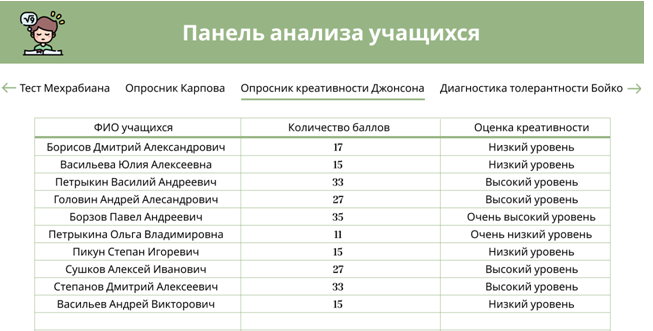 √6
Панель анализа учащихся
Тест Мехрабиана Опросник Карпова Опросник креативности Джонсона Диагностика толерантности Бойко
ФИО учащихся Количество баллов Оценка креативности
Борисов Дмитрий Александрович 17 Низкий уровень
Васильева Юлия Алексеевна 15 Низкий уровень
Петрыкин Василий Андреевич 33 Высокий уровень
Головин Андрей Алесандрович 27 Высокий уровень
Борзов Павел Андреевич 35 Очень высокий уровень
Петрыкина Ольга Владимировна 11 Очень низкий уровень
Пикун Степан Игоревич 15 Низкий уровень
Сушков Алексей Иванович 27 Высокий уровень
Степанов Дмитрий Алексеевич 33 Высокий уровень
Васильев Андрей Викторович 15 Низкий уровень